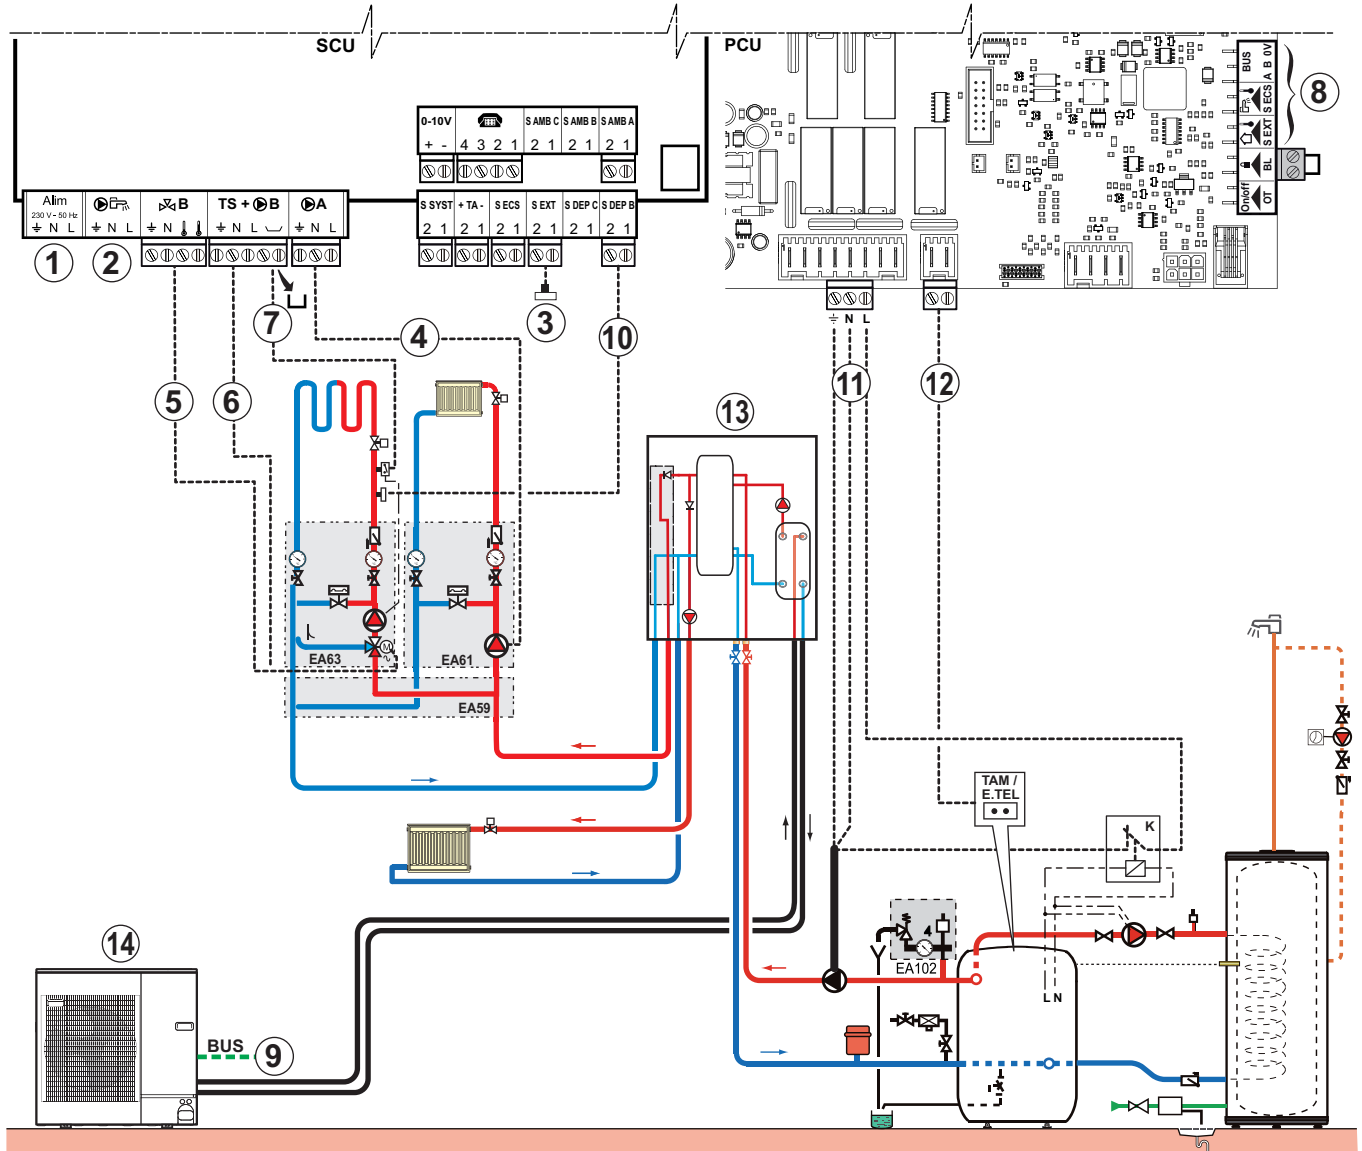 SCU
PCU
0-10V
S AMB C
S AMB B
S AMB A
+ -
4 3 2 1
2 1
2 1
2 1
BUS
A B 0V
S ECS
S EXT
BL
On/off
OT
8
Alim
230 V - 50 Hz
N L
N L
B
N
TS + B
N L
A
N L
S SYST
+ TA -
S ECS
S EXT
S DEP C
S DEP B
2 1
2 1
2 1
2 1
2 1
2 1
1
2
3
4
5
6
7
10
N
L
11
12
13
M
EA63
EA61
EA59
TAM /
E.TEL
K
4
EA102
L N
14
BUS
9